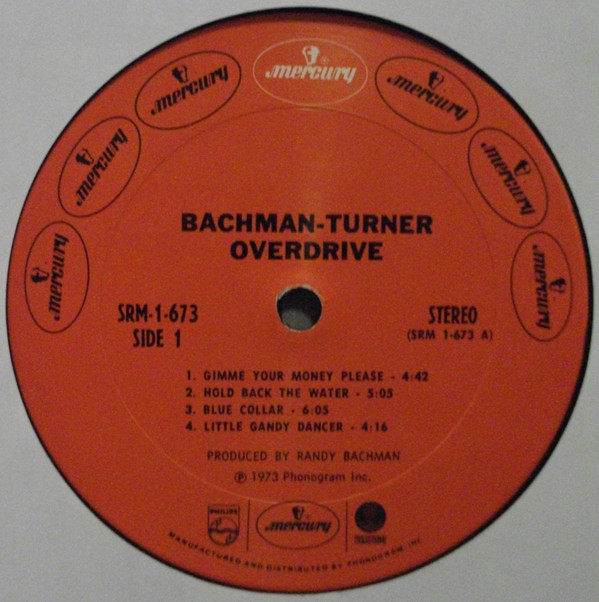 mercury
mercury
mercury
mercury ®
mercury
mercury
mercury
BACHMAN-TURNER
OVERDRIVE
SRM-1-673
SIDE 1
STEREO
(SRM 1-673 A)
1. GIMME YOUR MONEY PLEASE - 4:42
2. HOLD BACK THE WATER - 5:05
3. BLUE COLLAR - 6:05
4. LITTLE GANDY DANCER - 4:16
PRODUCED BY RANDY BACHMAN
℗ 1973 Phonogram Inc.
PHILIPS
mercury
MANUFACTURED AND DISTRIBUTED BY PHONOGRAM, INC.